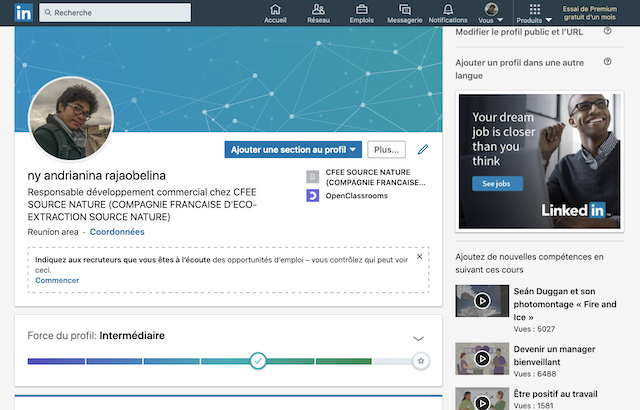 in
Recherche
Accueil
Réseau
Emplois
Messagerie
Notifications
Vous
Produits
Essai de Premium
gratuit d'un mois
Ajouter une section au profil
Plus...
ny andrianina rajaobelina
Responsable développement commercial chez CFEE
SOURCE NATURE (COMPAGNIE FRANCAISE D'ECO-
EXTRACTION SOURCE NATURE)
Reunion area · Coordonnées
CFEE SOURCE NATURE
(COMPAGNIE FRANCAISE...
OpenClassrooms
Indiquez aux recruteurs que vous êtes à l'écoute des opportunités d'emploi – vous contrôlez qui peut voir
ceci.
Commencer
Force du profil: Intermédiaire
Modifier le profil public et l'URL
Ajouter un profil dans une autre
langue
Your dream
job is closer
than you
think
See jobs
Linked in
Ajoutez de nouvelles compétences en
suivant ces cours
Seán Duggan et son
photomontage « Fire and
Ice »
Vues : 5027
Devenir un manager
bienveillant
Vues : 6488
Être positif au travail
Vues : 1581